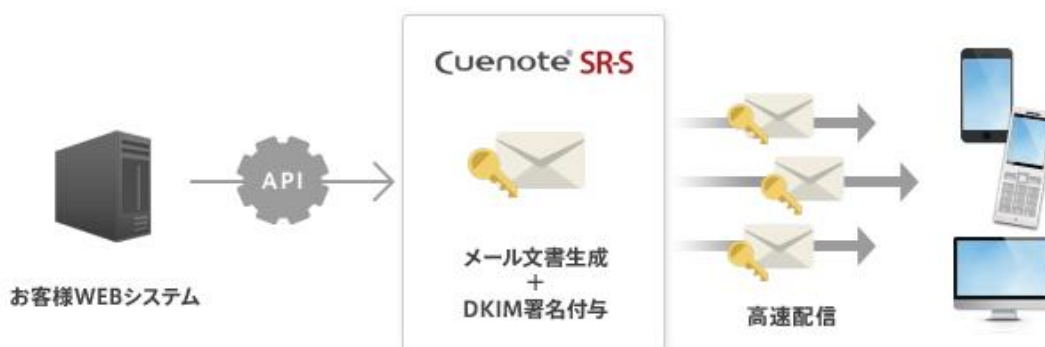 Cuenote® SR-S
API
メール文書生成
+
DKIM署名付与
お客様WEBシステム
高速配信